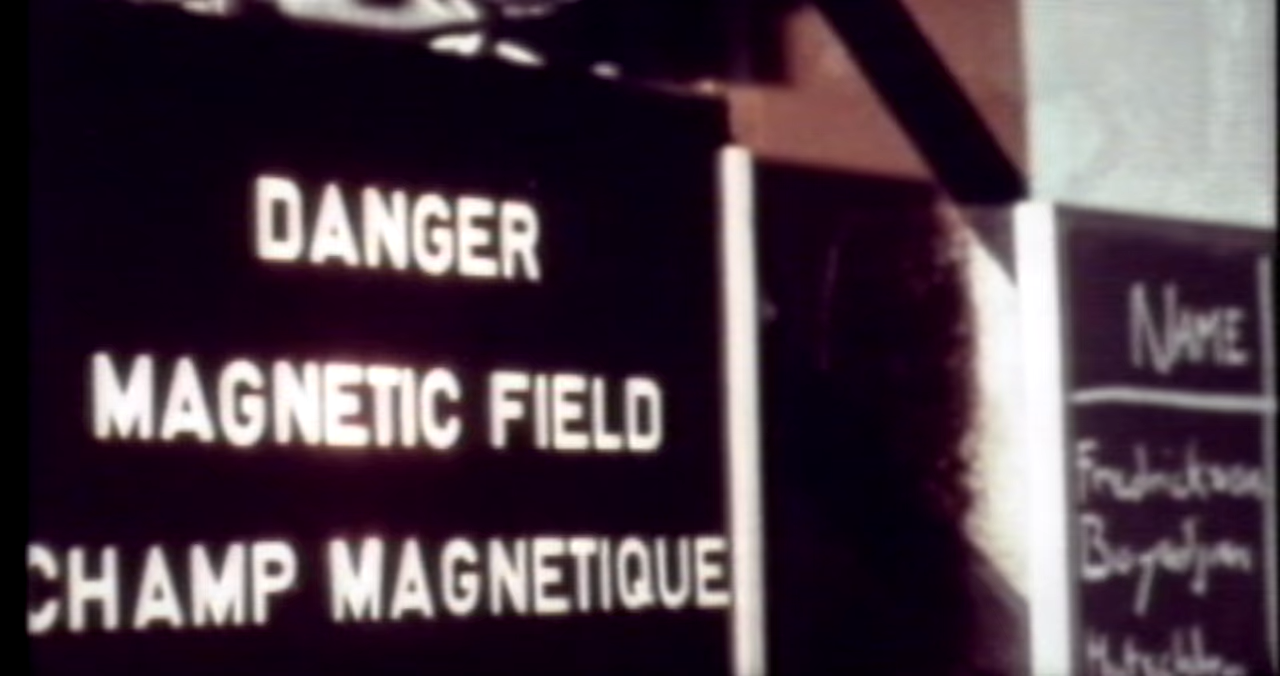 DANGER
MAGNETIC FIELD
CHAMP MAGNETIQUE
NAME
Fredrickson
Boyadjian